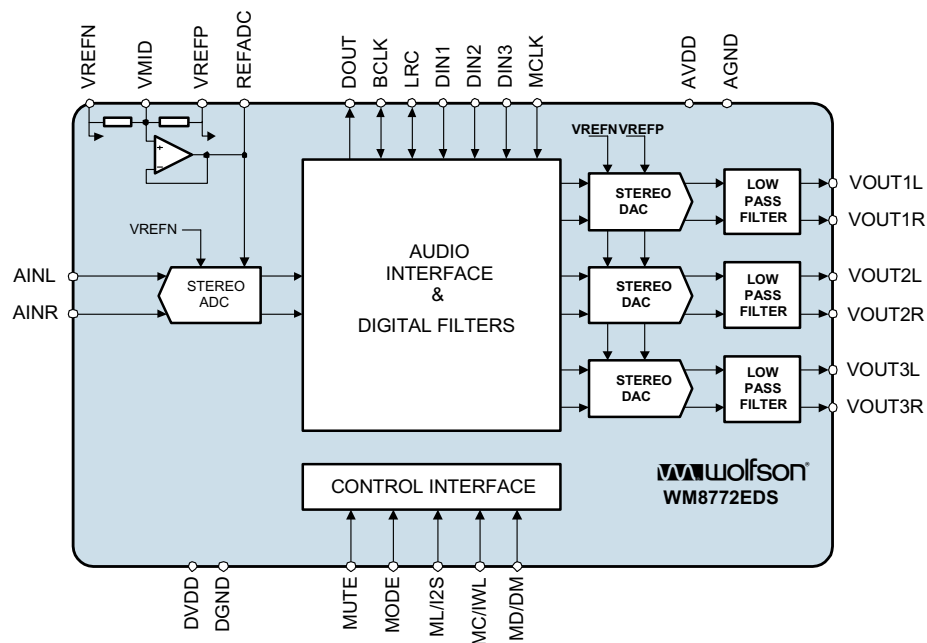 VREFN
VMID
VREFP
REFADC
DOUT
BCLK
LRC
DIN1
DIN2
DIN3
MCLK
AVDD
AGND
VREFN VREFP
+
−
VREFN
AINL
AINR
STEREO
ADC
AUDIO
INTERFACE
&
DIGITAL FILTERS
STEREO
DAC
LOW
PASS
FILTER
VOUT1L
VOUT1R
STEREO
DAC
LOW
PASS
FILTER
VOUT2L
VOUT2R
STEREO
DAC
LOW
PASS
FILTER
VOUT3L
VOUT3R
CONTROL INTERFACE
wolfson®
WM8772EDS
DVDD
DGND
MUTE
MODE
ML/I2S
MC/IWL
MD/DM